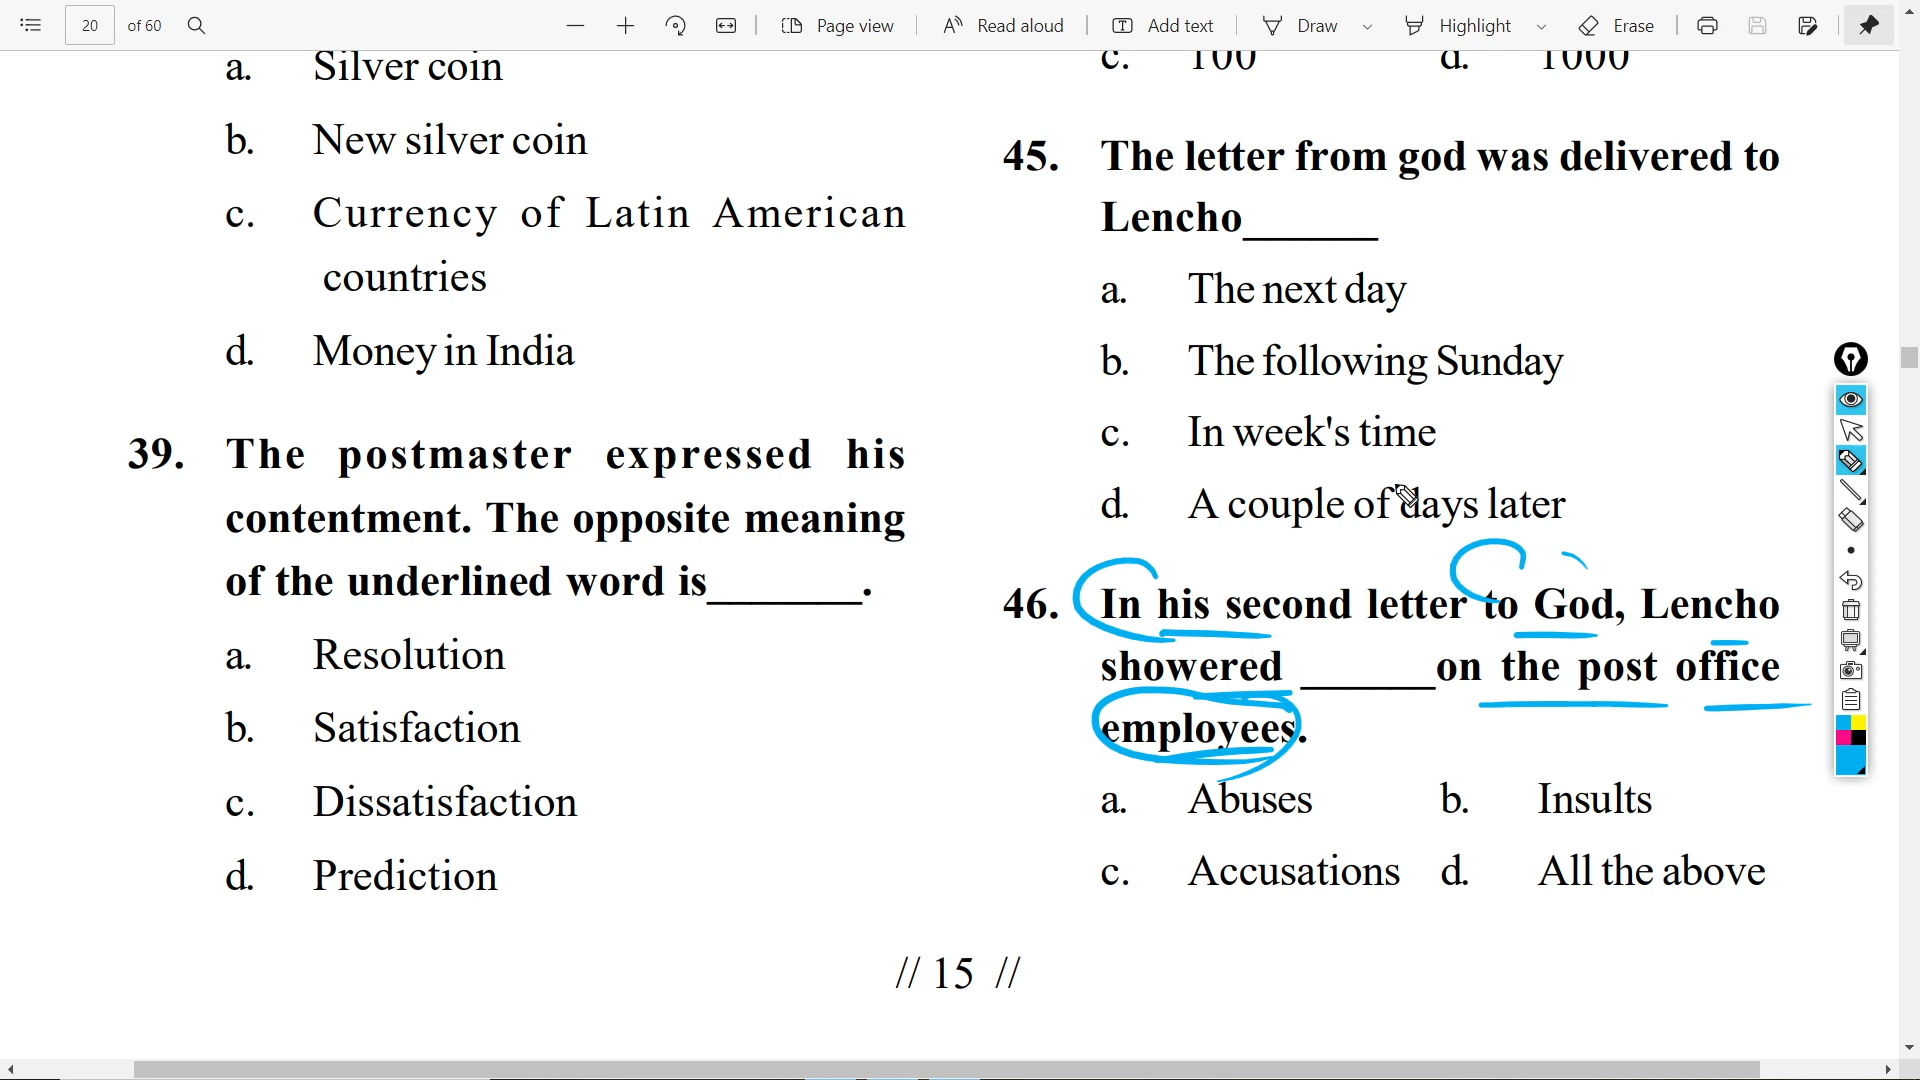 20
of 60
Page view
Read aloud
Add text
Draw
Highlight
Erase
a. Silver coin
b. New silver coin
c. Currency of Latin American
countries
d. Money in India
39. The postmaster expressed his
contentment. The opposite meaning
of the underlined word is_______.
a. Resolution
b. Satisfaction
c. Dissatisfaction
d. Prediction
c. 100 d. 1000
45. The letter from god was delivered to
Lencho______
a. The next day
b. The following Sunday
c. In week's time
d. A couple of days later
46. In his second letter to God, Lencho
showered ______on the post office
employees.
a. Abuses b. Insults
c. Accusations d. All the above
// 15 //